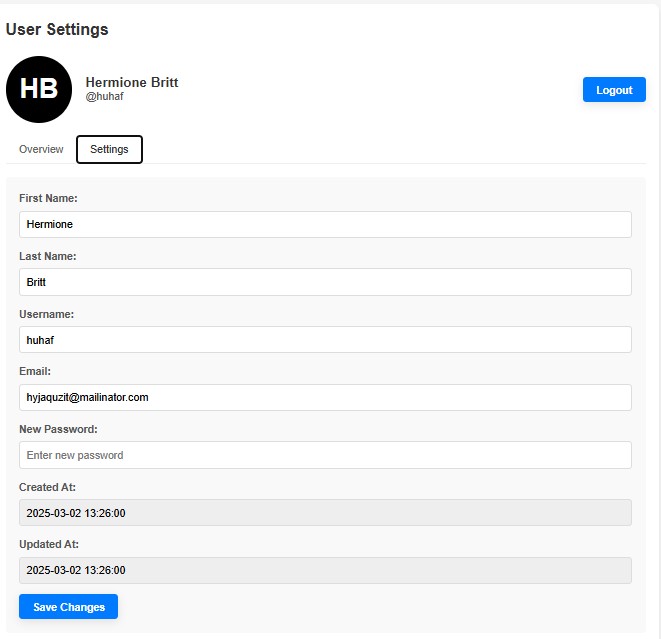 User Settings
HB
Hermione Britt
@huhaf
Logout
Overview
Settings
First Name:
Hermione
Last Name:
Britt
Username:
huhaf
Email:
hyjaquzit@mailinator.com
New Password:
Enter new password
Created At:
2025-03-02 13:26:00
Updated At:
2025-03-02 13:26:00
Save Changes